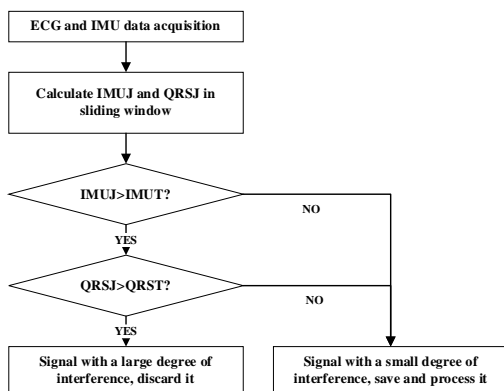 ECG and IMU data acquisition
Calculate IMUJ and QRSJ in
sliding window
IMUJ>IMUT?
NO
YES
QRSJ>QRST?
NO
YES
Signal with a large degree of
interference, discard it
Signal with a small degree of
interference, save and process it